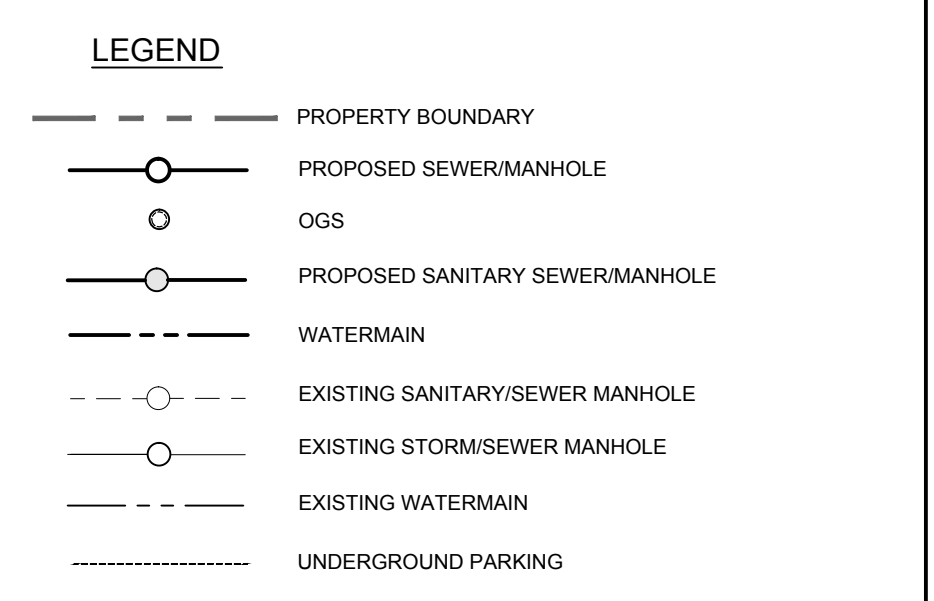 LEGEND
PROPERTY BOUNDARY
PROPOSED SEWER/MANHOLE
OGS
PROPOSED SANITARY SEWER/MANHOLE
WATERMAIN
EXISTING SANITARY/SEWER MANHOLE
EXISTING STORM/SEWER MANHOLE
EXISTING WATERMAIN
UNDERGROUND PARKING